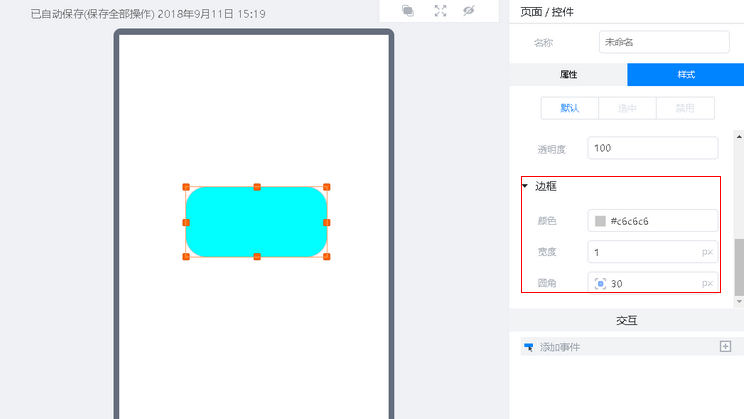 已自动保存(保存全部操作) 2018年9月11日 15:19
页面 / 控件
名称 未命名
属性 样式
默认 选中 禁用
透明度 100
边框
颜色 #c6c6c6
宽度 1 px
圆角 30 px
交互
添加事件